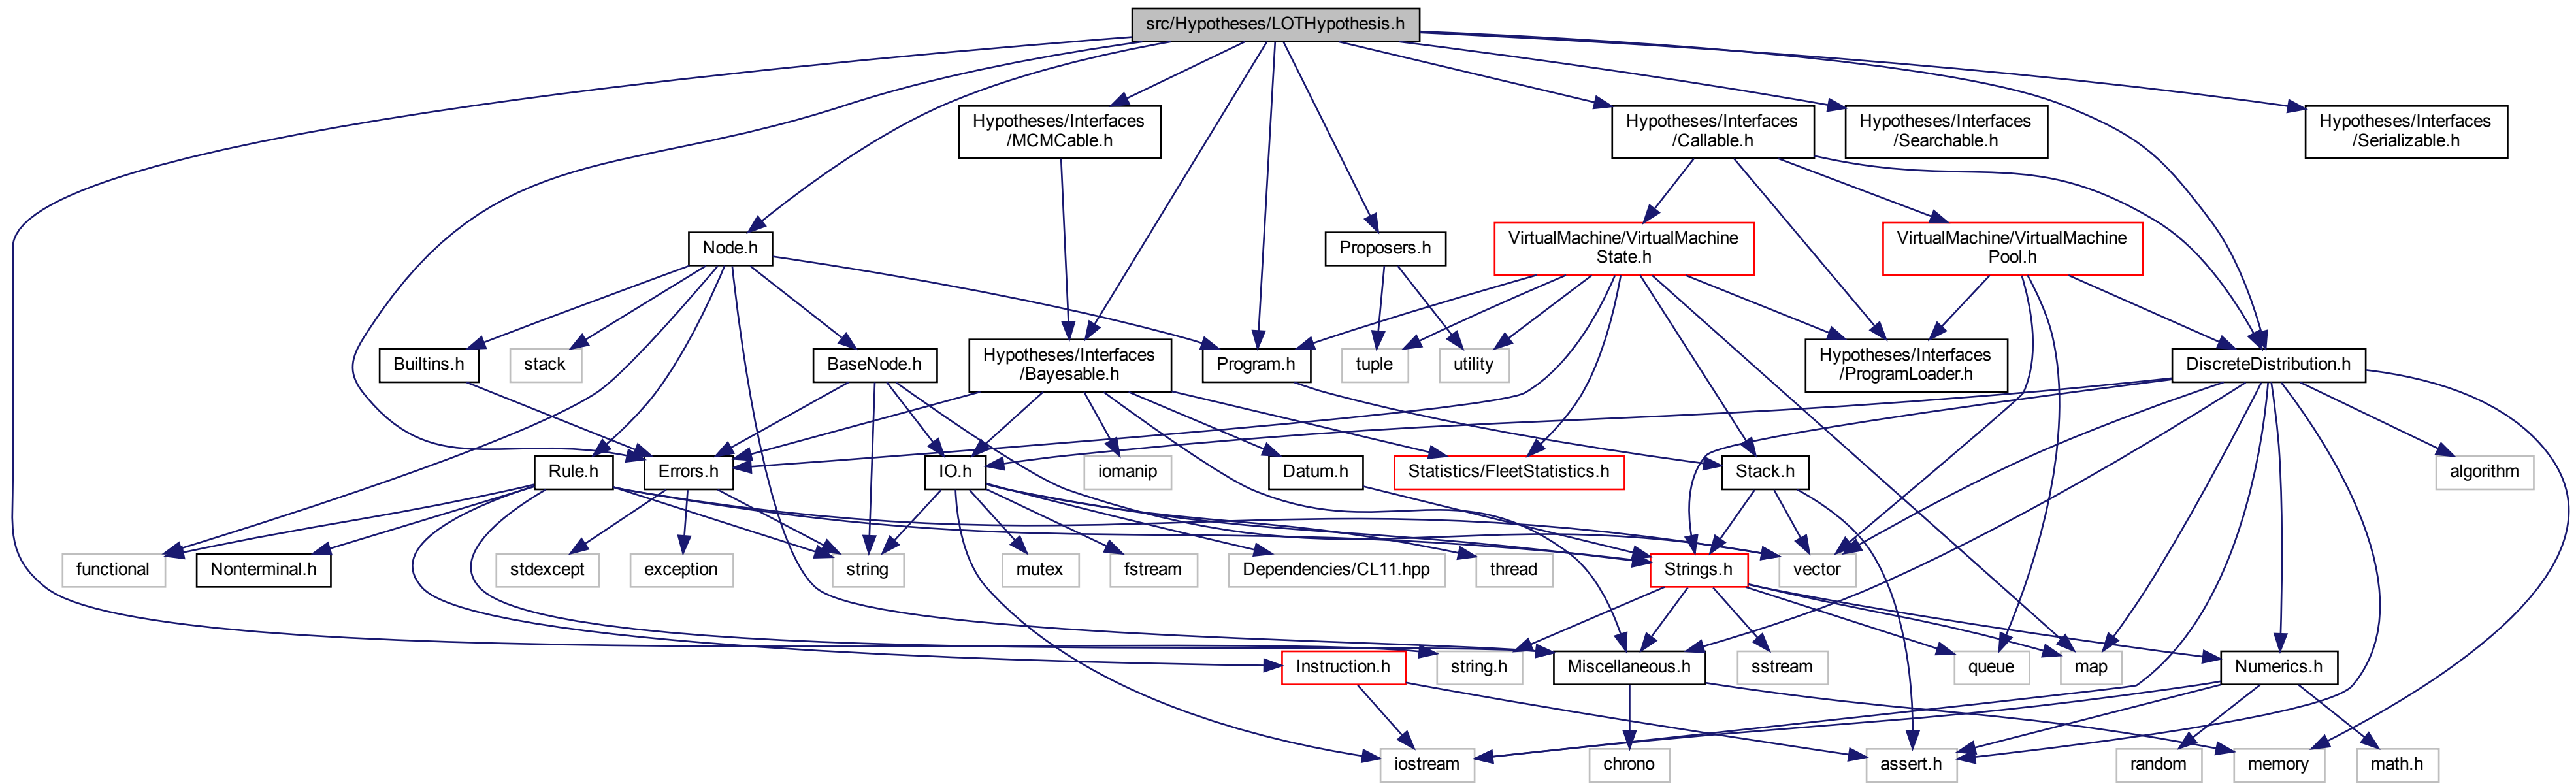 src/Hypotheses/LOTHypothesis.h
Hypotheses/Interfaces
/MCMCable.h
Hypotheses/Interfaces
/Callable.h
Hypotheses/Interfaces
/Searchable.h
Hypotheses/Interfaces
/Serializable.h
Node.h
Proposers.h
VirtualMachine/VirtualMachine
State.h
VirtualMachine/VirtualMachine
Pool.h
Builtins.h
stack
BaseNode.h
Hypotheses/Interfaces
/Bayesable.h
Program.h
tuple
utility
Hypotheses/Interfaces
/ProgramLoader.h
DiscreteDistribution.h
Rule.h
Errors.h
IO.h
iomanip
Datum.h
Statistics/FleetStatistics.h
Stack.h
algorithm
functional
Nonterminal.h
stdexcept
exception
string
mutex
fstream
Dependencies/CL11.hpp
thread
Strings.h
vector
Instruction.h
string.h
Miscellaneous.h
sstream
queue
map
Numerics.h
iostream
chrono
assert.h
random
memory
math.h